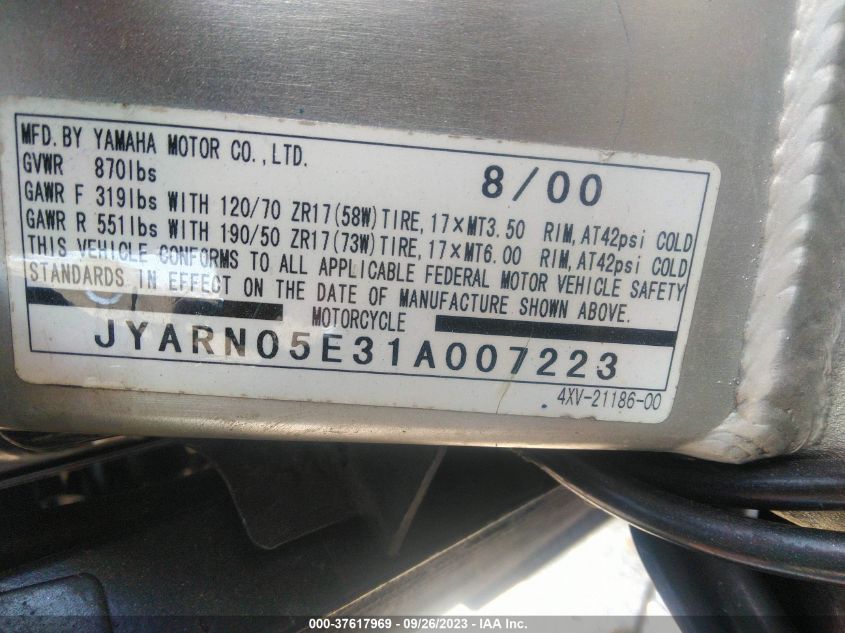 MFD. BY YAMAHA MOTOR CO.,LTD.
8/00
GVWR 870lbs
GAWR F 319lbs WITH 120/70 ZR17(58W)TIRE, 17×MT3.50 RIM, AT42psi COLD
GAWR R 551lbs WITH 190/50 ZR17(73W)TIRE, 17×MT6.00 RIM, AT42psi COLD
THIS VEHICLE CONFORMS TO ALL APPLICABLE FEDERAL MOTOR VEHICLE SAFETY
STANDARDS IN EFFECT ON THE DATE OF MANUFACTURE SHOWN ABOVE.
MOTORCYCLE
JYARN05E31A007223
4XV-21186-00
000-37617969 - 09/26/2023 - IAA Inc.